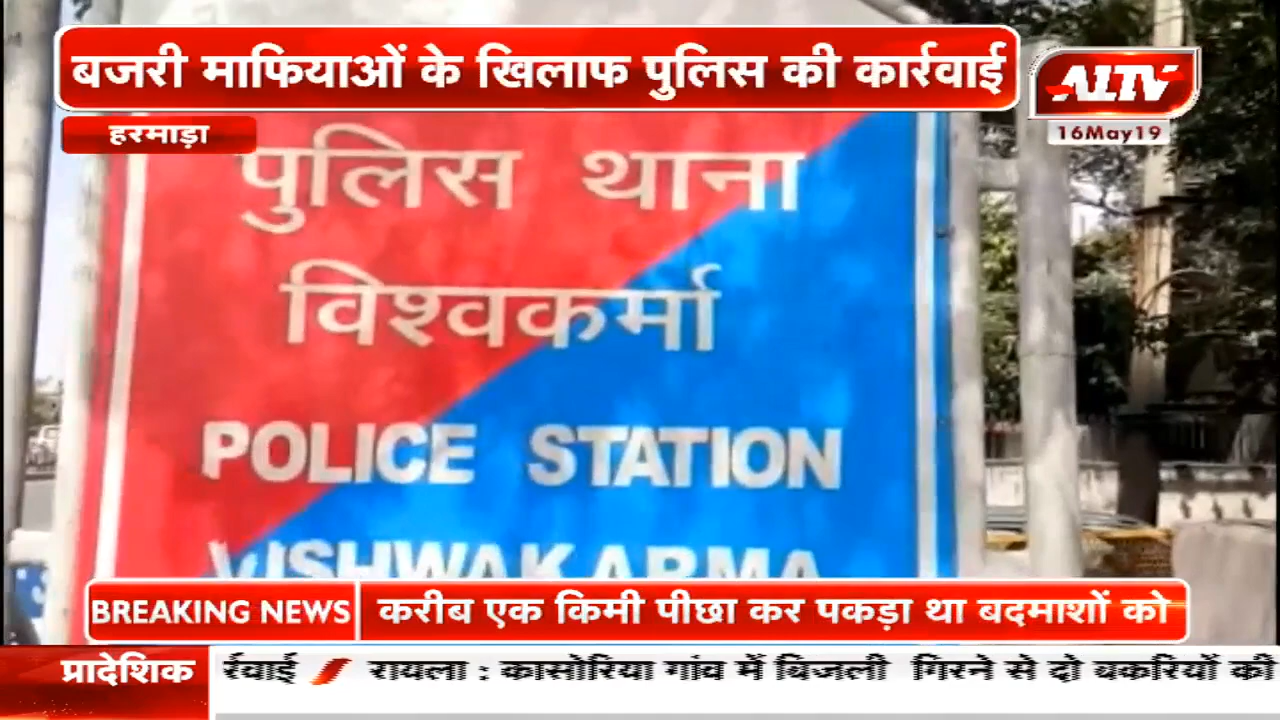 बजरी माफियाओं के खिलाफ पुलिस की कार्रवाई
ALTV
16May19
हरमाड़ा
पुलिस थाना
विश्वकर्मा
POLICE STATION
VISHWAKARMA
BREAKING NEWS
करीब एक किमी पीछा कर पकड़ा था बदमाशों को
प्रादेशिक
र्रवाई / रायला : कासोरिया गांव में बिजली गिरने से दो बकरियों की